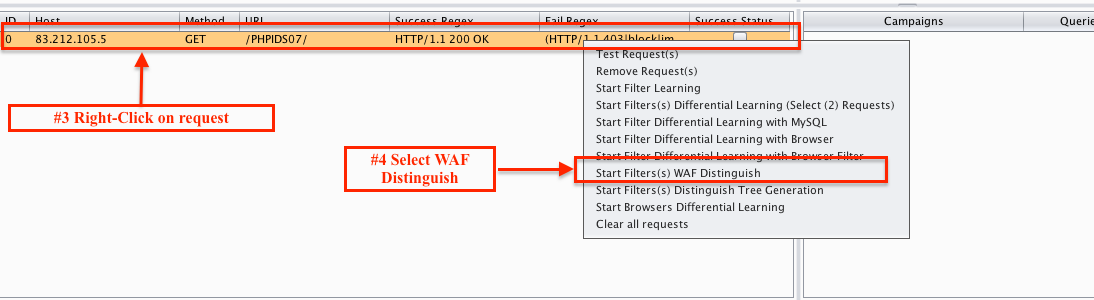 ID Host Method URL Success Regex Fail Regex Success Status Campaigns Querie
0 83.212.105.5 GET /PHPIDS07/ HTTP/1.1 200 OK (HTTP/1.1 403|block|im
Test Request(s)
Remove Request(s)
Start Filter Learning
#3 Right-Click on request
Start Filters(s) Differential Learning (Select (2) Requests)
Start Filter Differential Learning with MySQL
Start Filter Differential Learning with Browser
Start Filter Differential Learning with Browser Filter
#4 Select WAF
Distinguish
Start Filters(s) WAF Distinguish
Start Filters(s) Distinguish Tree Generation
Start Browsers Differential Learning
Clear all requests